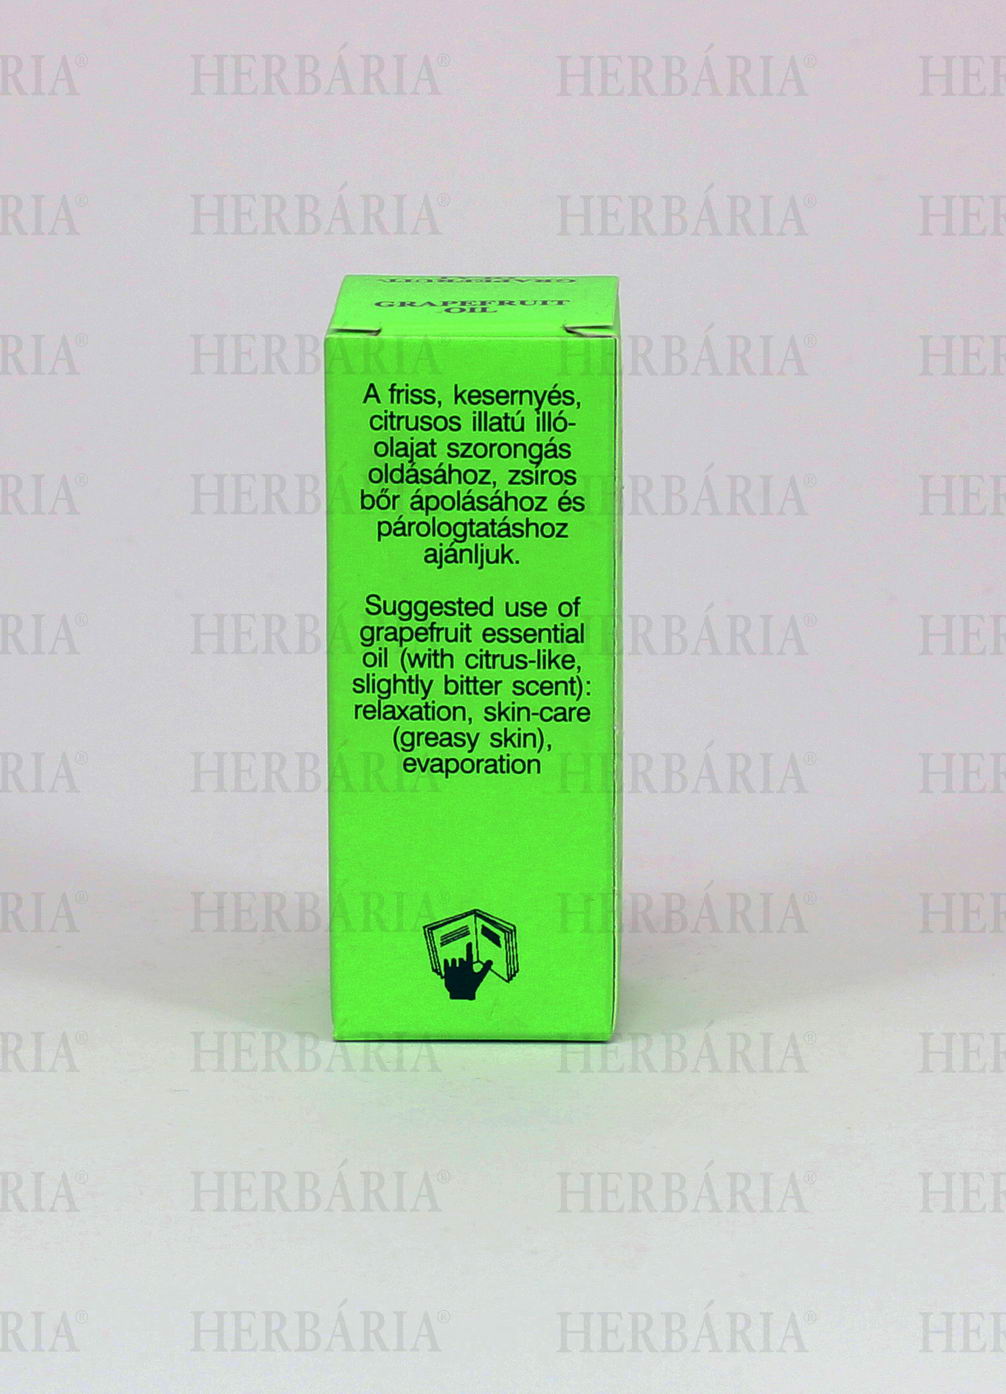 GRAPEFRUIT
OIL
A friss, kesernyés,
citrusos illatú illó-
olajat szorongás
oldásához, zsíros
bőr ápolásához és
párologtatáshoz
ajánljuk.
Suggested use of
grapefruit essential
oil (with citrus-like,
slightly bitter scent):
relaxation, skin-care
(greasy skin),
evaporation
HERBÁRIA®